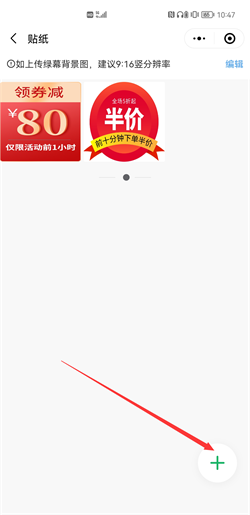 10:47
贴纸
如上传绿幕背景图，建议9:16竖分辨率
编辑
领券减
¥80
仅限活动前1小时
全场5折起
半价
前十分钟下单半价